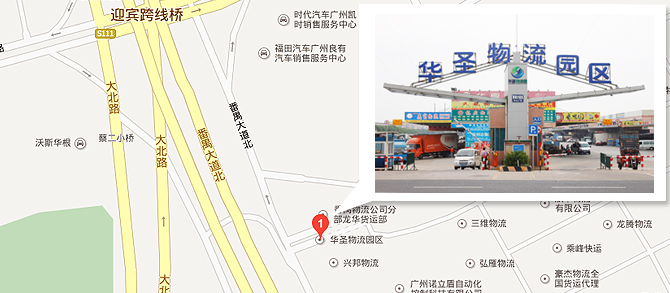 迎宾跨线桥
S111
时代汽车广州凯
时销售服务中心
福田汽车广州良有
汽车销售服务中心
大北路
沃斯华根
蔡二小桥
大北路
番禺大道北
番禺大道北
华圣物流园区
P
1
部龙华货运部
华圣物流园区
兴邦物流
三维物流
有限公司
龙腾物流
乘峰快运
弘雁物流
豪杰物流全
国货运代理
广州诺立盾自动化
大北路